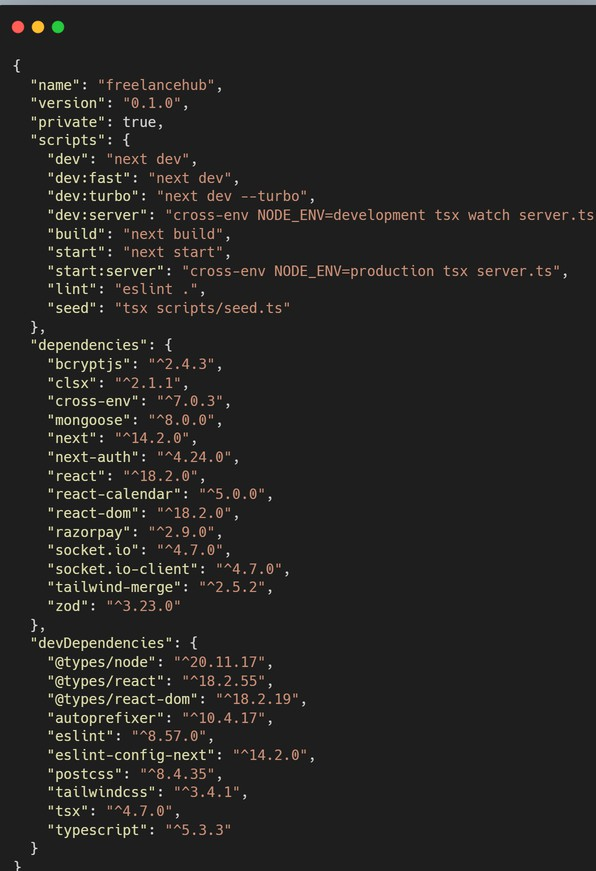 {
  "name": "freelancehub",
  "version": "0.1.0",
  "private": true,
  "scripts": {
    "dev": "next dev",
    "dev:fast": "next dev",
    "dev:turbo": "next dev --turbo",
    "dev:server": "cross-env NODE_ENV=development tsx watch server.ts
    "build": "next build",
    "start": "next start",
    "start:server": "cross-env NODE_ENV=production tsx server.ts",
    "lint": "eslint .",
    "seed": "tsx scripts/seed.ts"
  },
  "dependencies": {
    "bcryptjs": "^2.4.3",
    "clsx": "^2.1.1",
    "cross-env": "^7.0.3",
    "mongoose": "^8.0.0",
    "next": "^14.2.0",
    "next-auth": "^4.24.0",
    "react": "^18.2.0",
    "react-calendar": "^5.0.0",
    "react-dom": "^18.2.0",
    "razorpay": "^2.9.0",
    "socket.io": "^4.7.0",
    "socket.io-client": "^4.7.0",
    "tailwind-merge": "^2.5.2",
    "zod": "^3.23.0"
  },
  "devDependencies": {
    "@types/node": "^20.11.17",
    "@types/react": "^18.2.55",
    "@types/react-dom": "^18.2.19",
    "autoprefixer": "^10.4.17",
    "eslint": "^8.57.0",
    "eslint-config-next": "^14.2.0",
    "postcss": "^8.4.35",
    "tailwindcss": "^3.4.1",
    "tsx": "^4.7.0",
    "typescript": "^5.3.3"
  }
}